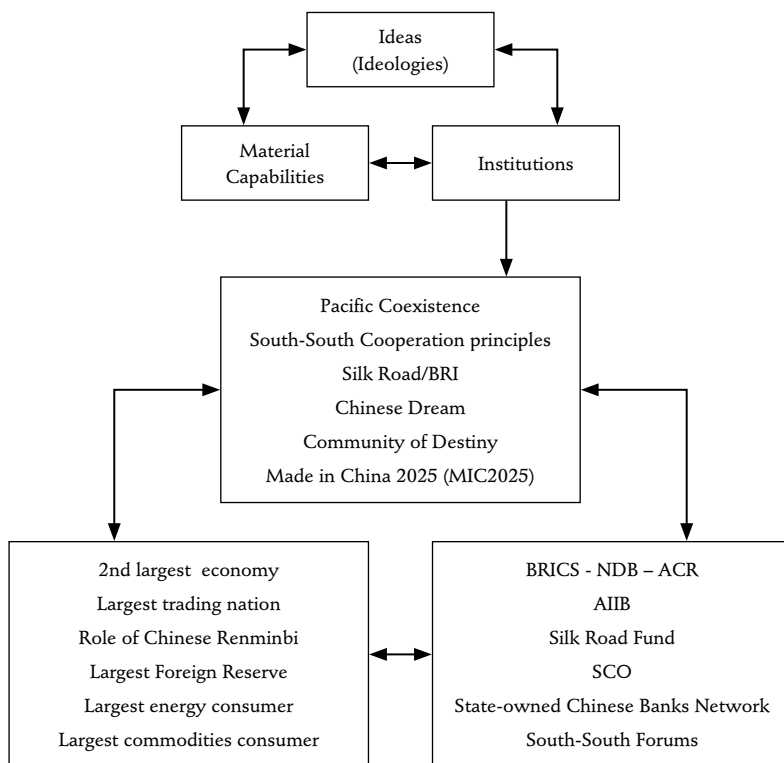 Ideas
(Ideologies)
Material
Capabilities
Institutions
Pacific Coexistence
South-South Cooperation principles
Silk Road/BRI
Chinese Dream
Community of Destiny
Made in China 2025 (MIC2025)
2nd largest economy
Largest trading nation
Role of Chinese Renminbi
Largest Foreign Reserve
Largest energy consumer
Largest commodities consumer
BRICS - NDB – ACR
AIIB
Silk Road Fund
SCO
State-owned Chinese Banks Network
South-South Forums